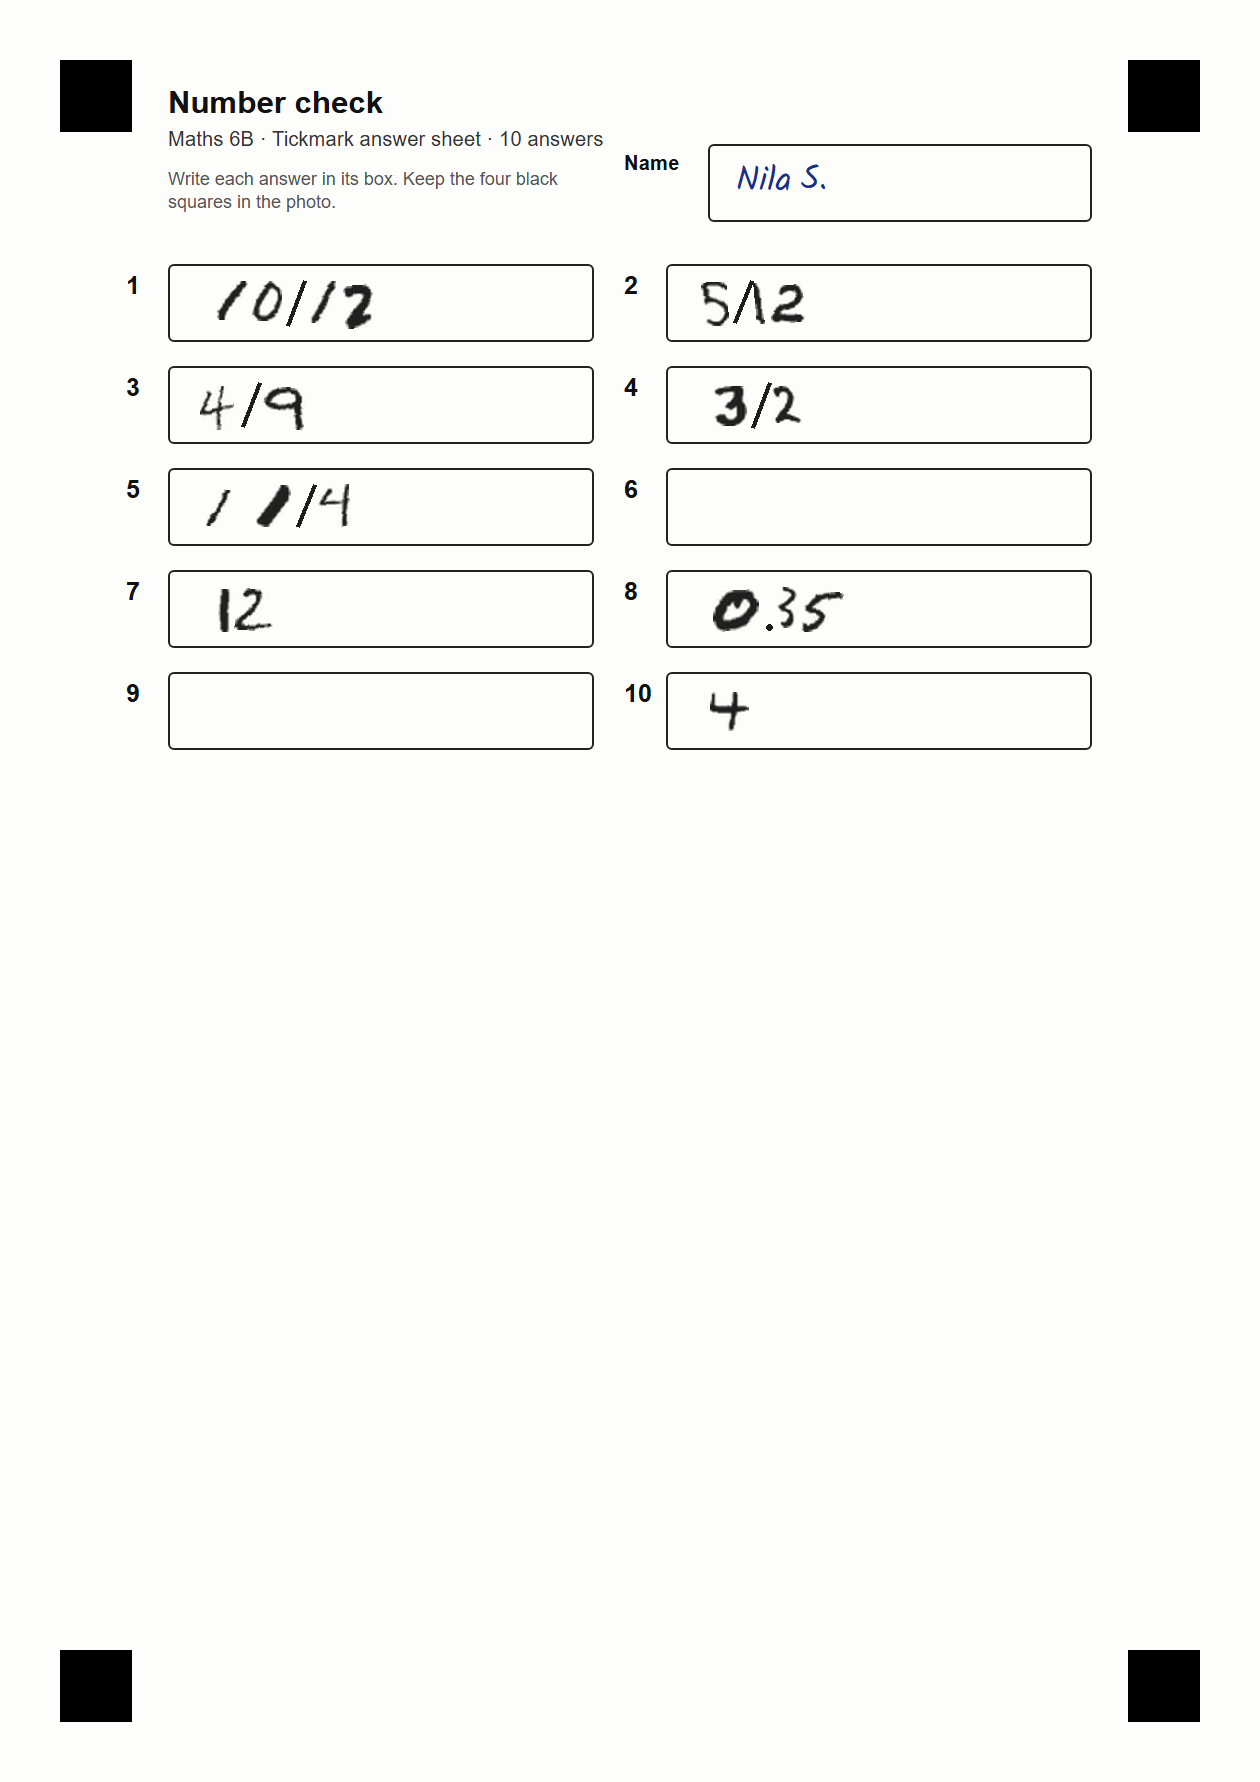 Number check
Maths 6B · Tickmark answer sheet · 10 answers
Write each answer in its box. Keep the four black
squares in the photo.
Name Nila S.
1 10/12
2 5/12
3 4/9
4 3/2
5 11/4
6
7 12
8 0.35
9
10 4